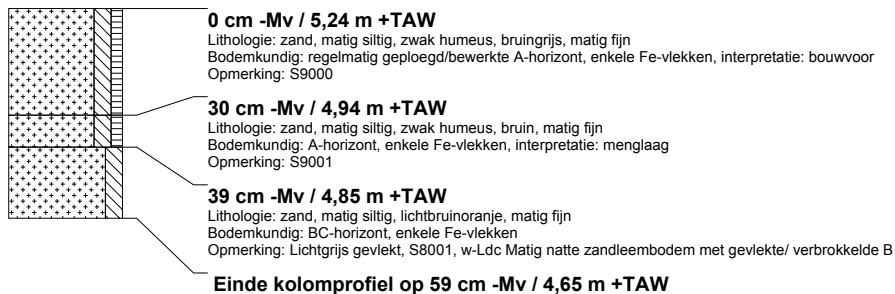 0 cm -Mv / 5,24 m +TAW
Lithologie: zand, matig siltig, zwak humeus, bruingrijs, matig fijn
Bodemkundig: regelmatig geploegd/bewerkte A-horizont, enkele Fe-vlekken, interpretatie: bouwvoor
Opmerking: S9000
30 cm -Mv / 4,94 m +TAW
Lithologie: zand, matig siltig, zwak humeus, bruin, matig fijn
Bodemkundig: A-horizont, enkele Fe-vlekken, interpretatie: menglaag
Opmerking: S9001
39 cm -Mv / 4,85 m +TAW
Lithologie: zand, matig siltig, lichtbruinoranje, matig fijn
Bodemkundig: BC-horizont, enkele Fe-vlekken
Opmerking: Lichtgrijs gevlekt, S8001, w-Ldc Matig natte zandleembodem met gevlekte/ verbrokkelde B
Einde kolomprofiel op 59 cm -Mv / 4,65 m +TAW